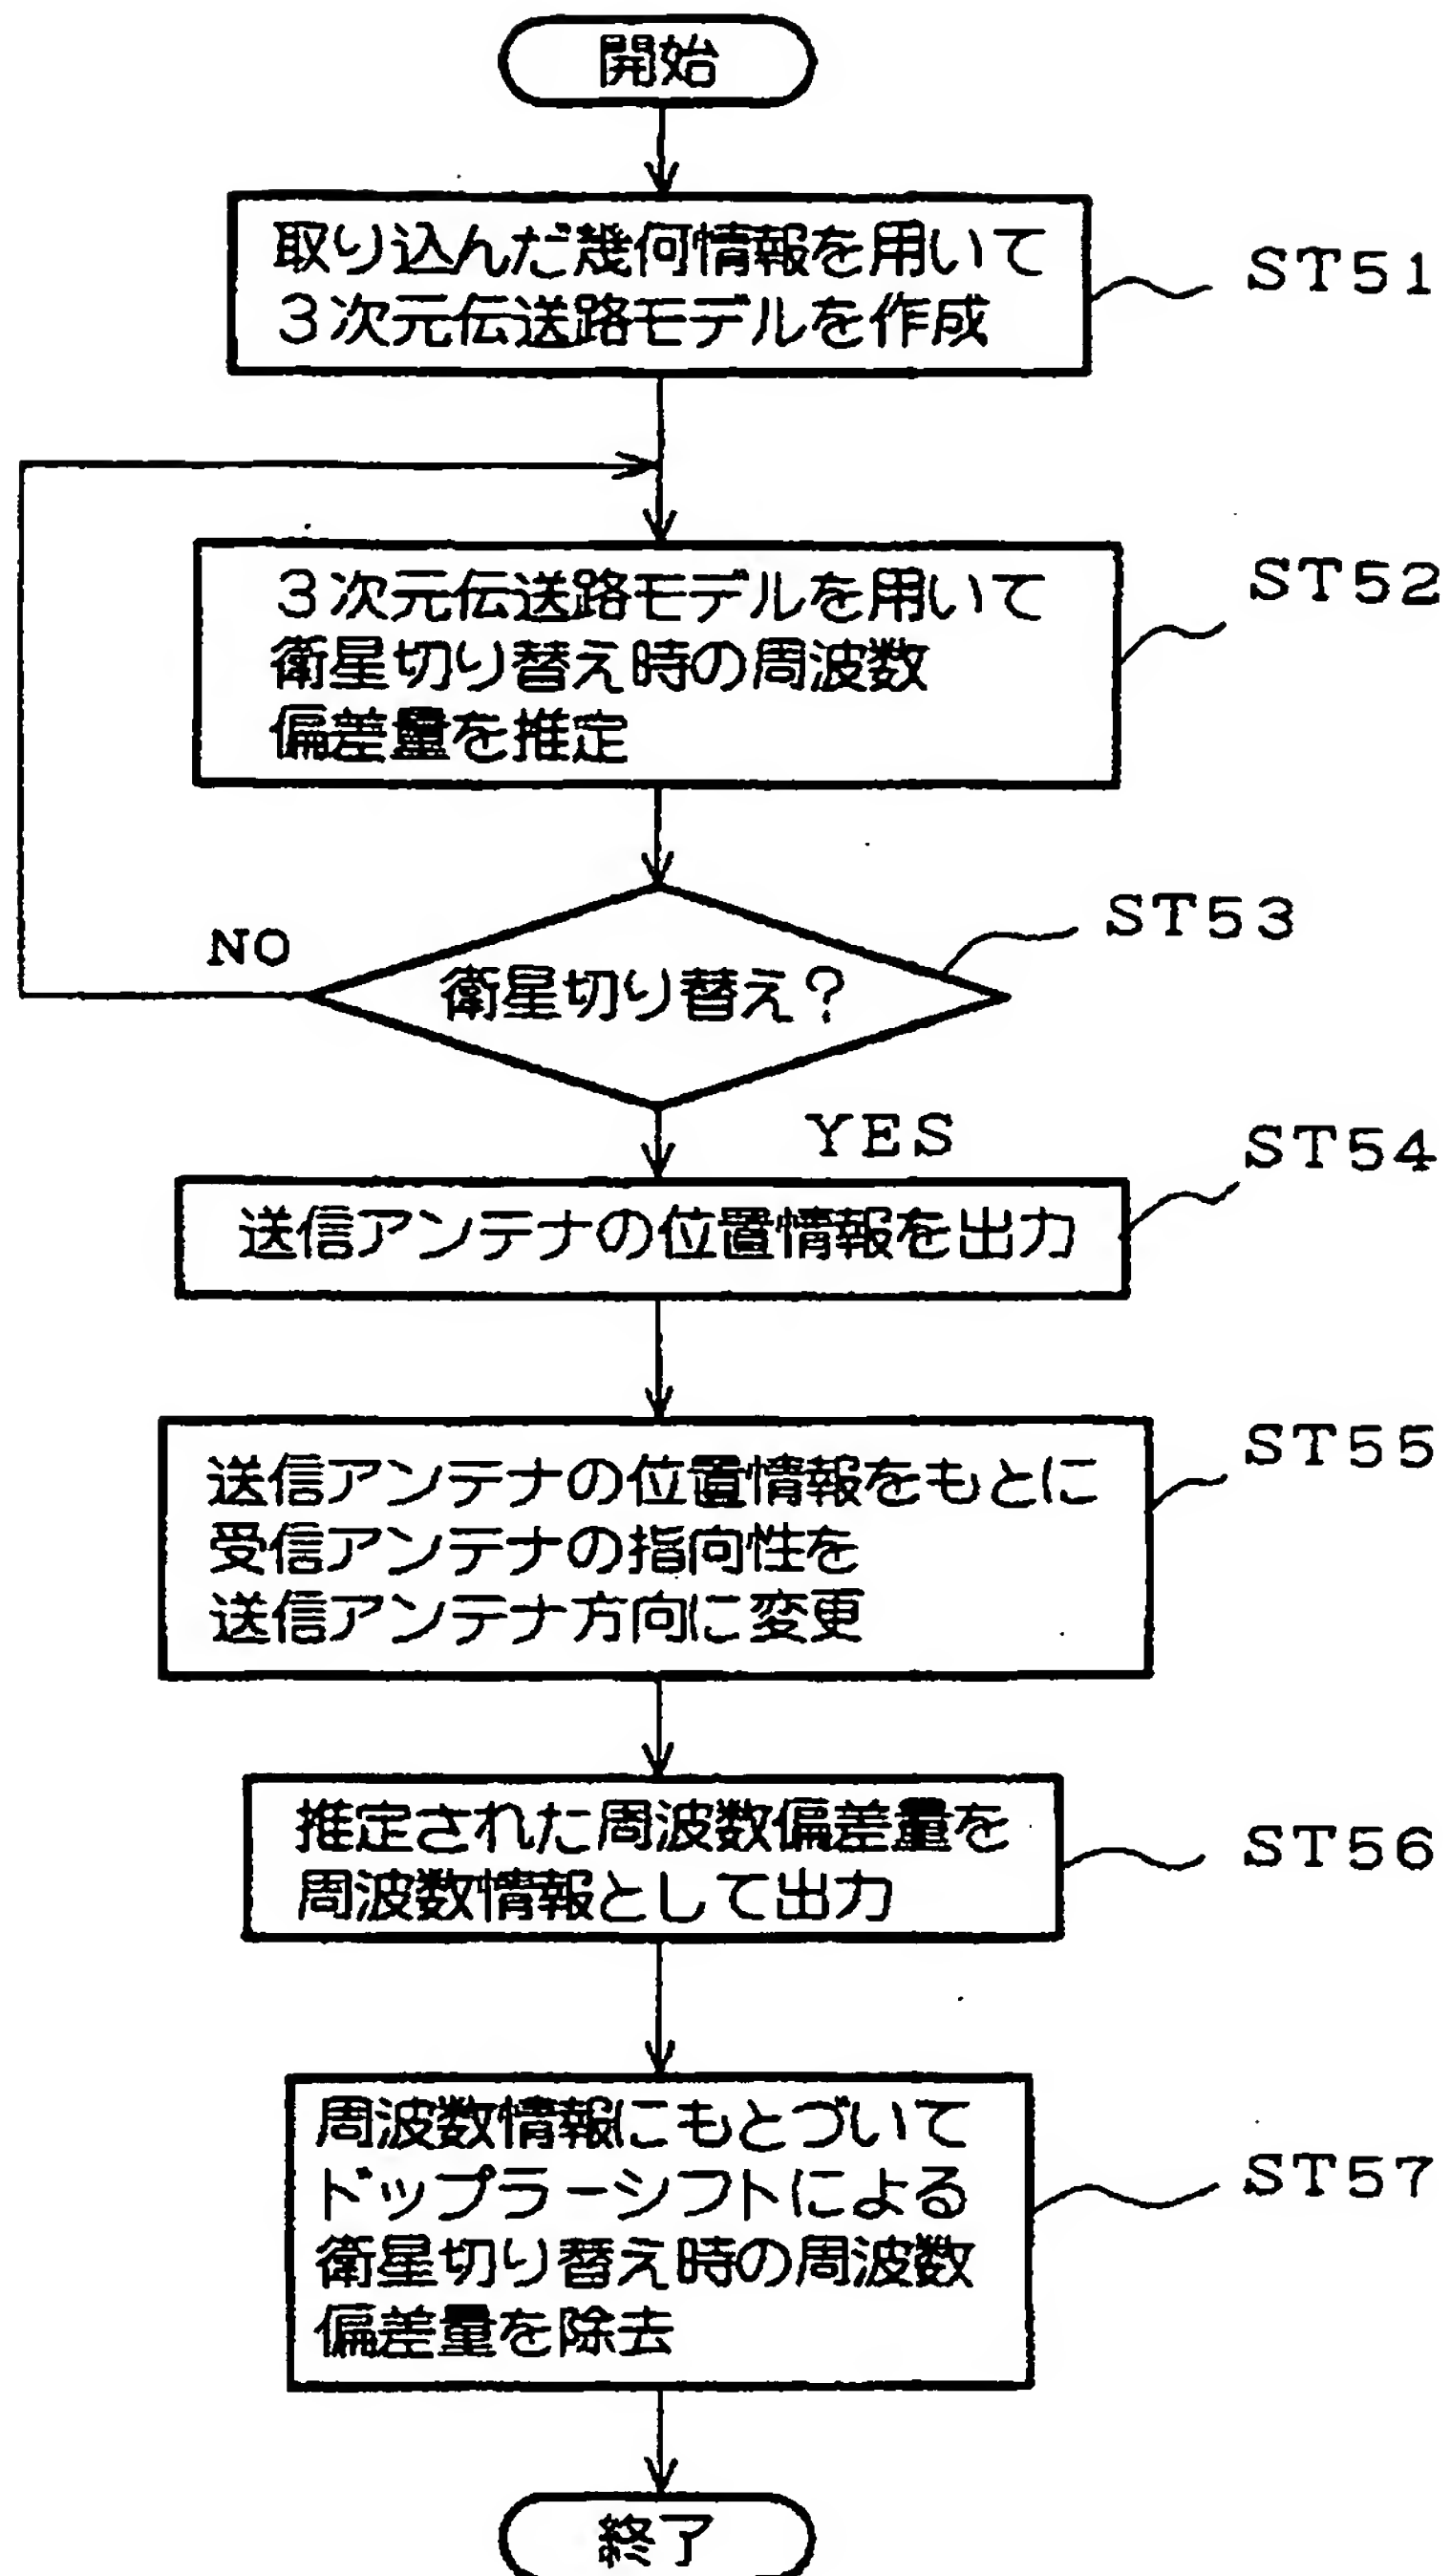 開始
取り込んだ幾何情報を用いて
3次元伝送路モデルを作成
ST51
3次元伝送路モデルを用いて
衛星切り替え時の周波数
偏差量を推定
ST52
衛星切り替え?
ST53
NO
YES
送信アンテナの位置情報を出力
ST54
送信アンテナの位置情報をもとに
受信アンテナの指向性を
送信アンテナ方向に変更
ST55
推定された周波数偏差量を
周波数情報として出力
ST56
周波数情報にもとづいて
ドップラーシフトによる
衛星切り替え時の周波数
偏差量を除去
ST57
終了